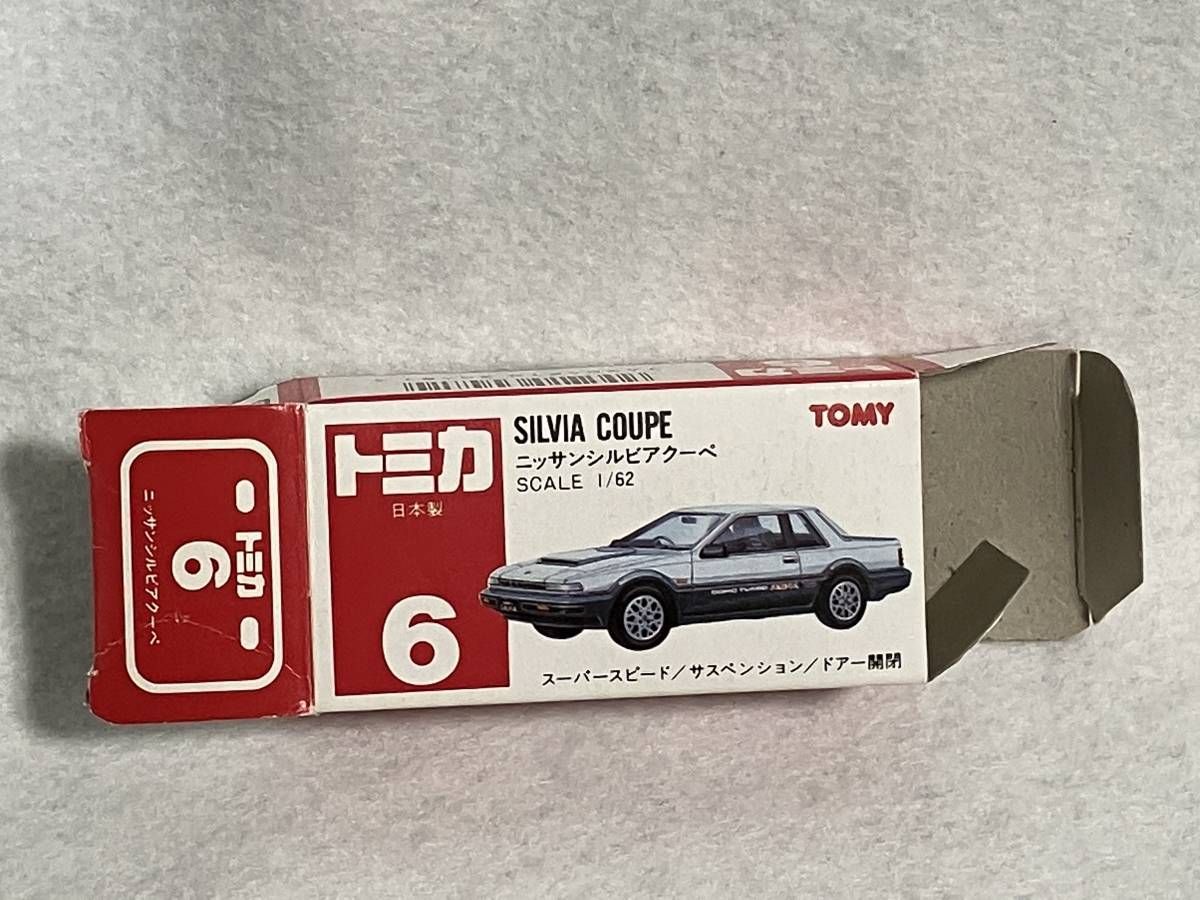 トミカ
6
ニッサンシルビアクーペ
トミカ
日本製
6
SILVIA COUPE
ニッサンシルビアクーペ
SCALE 1/62
TOMY
スーパースピード/サスペンション/ドアー開閉
トミカ